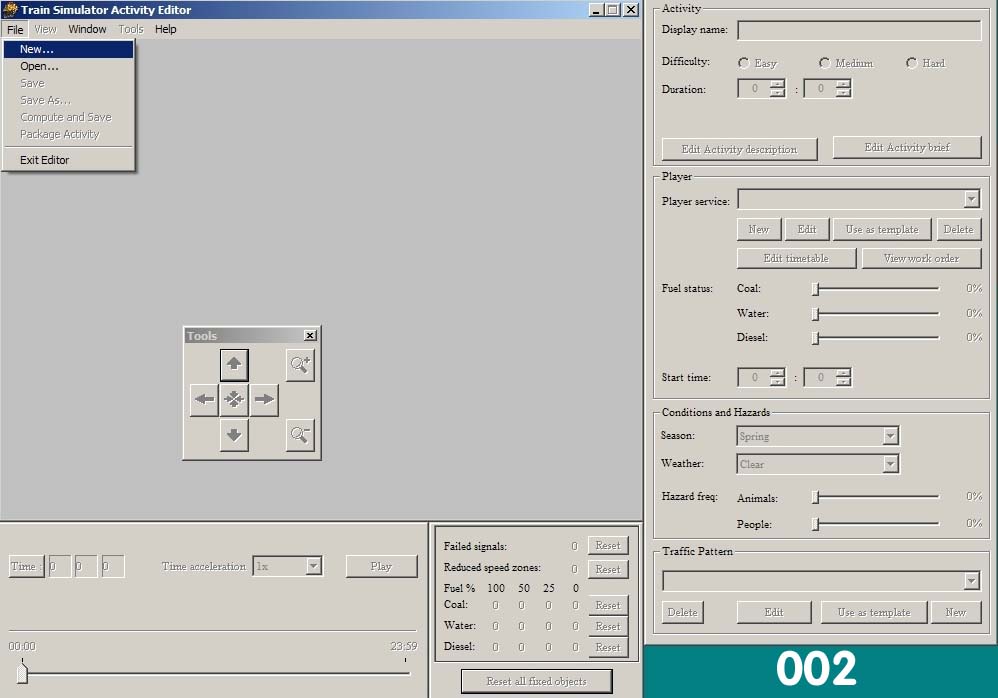 Train Simulator Activity Editor
File View Window Tools Help
New...
Open...
Save
Save As...
Compute and Save
Package Activity
Exit Editor
Tools
Time : 0 0 0 Time acceleration 1x Play
00:00 23:59
Failed signals: 0 Reset
Reduced speed zones: 0 Reset
Fuel % 100 50 25 0
Coal: 0 0 0 0 Reset
Water: 0 0 0 0 Reset
Diesel: 0 0 0 0 Reset
Reset all fixed objects
Activity
Display name:
Difficulty: Easy Medium Hard
Duration: 0 : 0
Edit Activity description Edit Activity brief
Player
Player service:
New Edit Use as template Delete
Edit timetable View work order
Fuel status: Coal: 0%
Water: 0%
Diesel: 0%
Start time: 0 : 0
Conditions and Hazards
Season: Spring
Weather: Clear
Hazard freq: Animals: 0%
People: 0%
Traffic Pattern
Delete Edit Use as template New
002